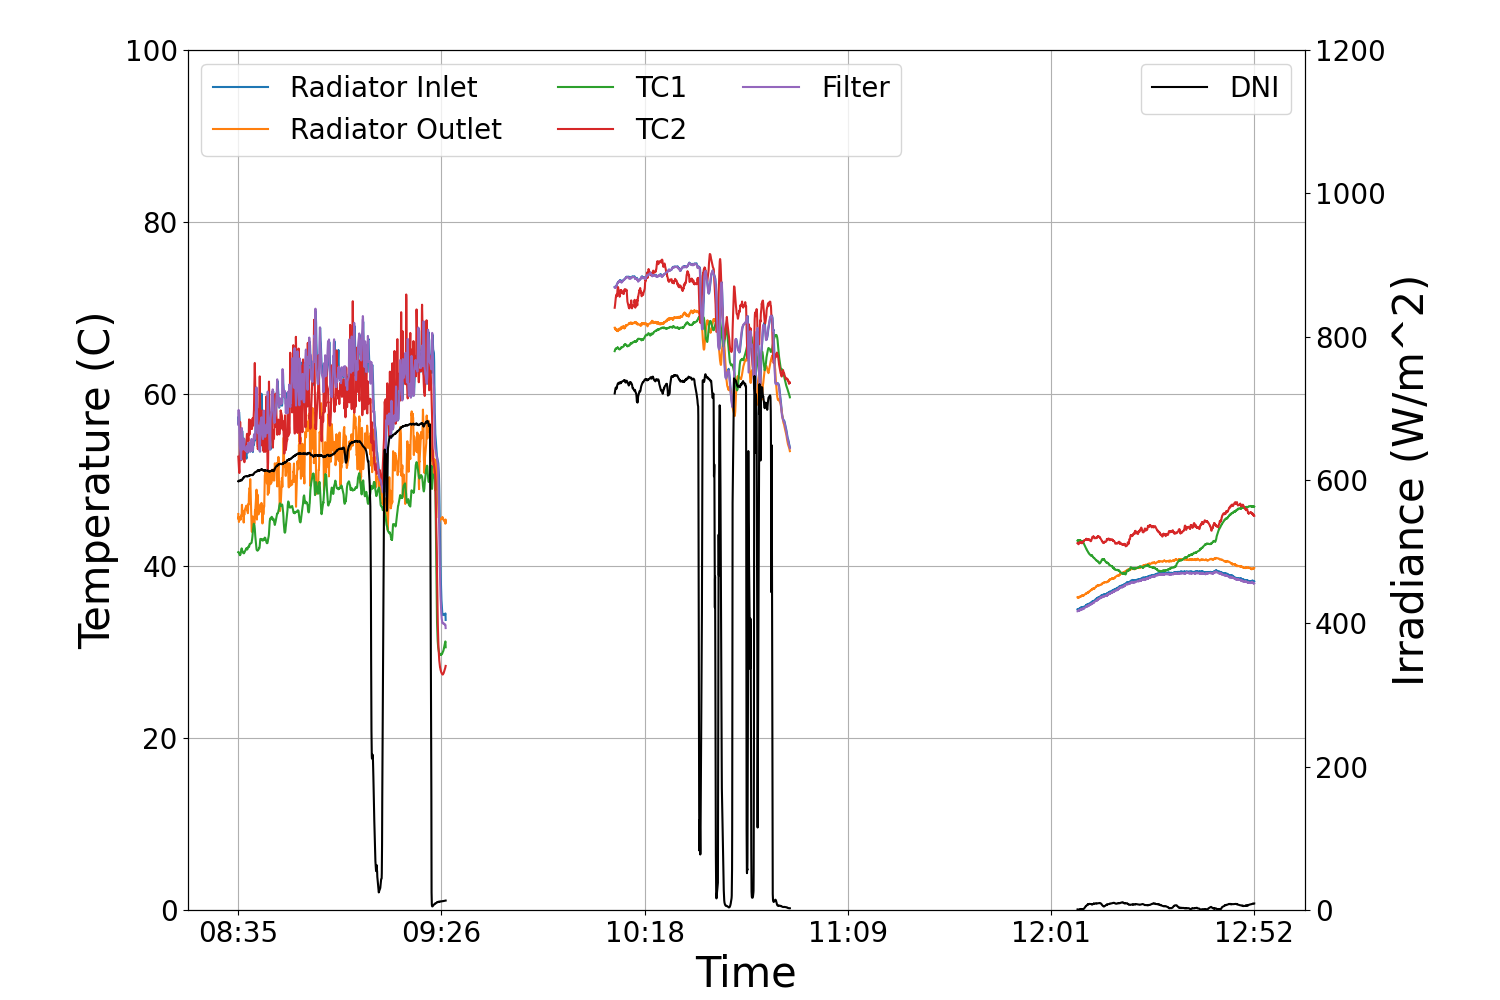 Radiator Inlet
Radiator Outlet
TC1
TC2
Filter
DNI
Temperature (C)
100
80
60
40
20
0
1200
1000
800
600
400
200
0
Irradiance (W/m^2)
08:35 09:26 10:18 11:09 12:01 12:52
Time